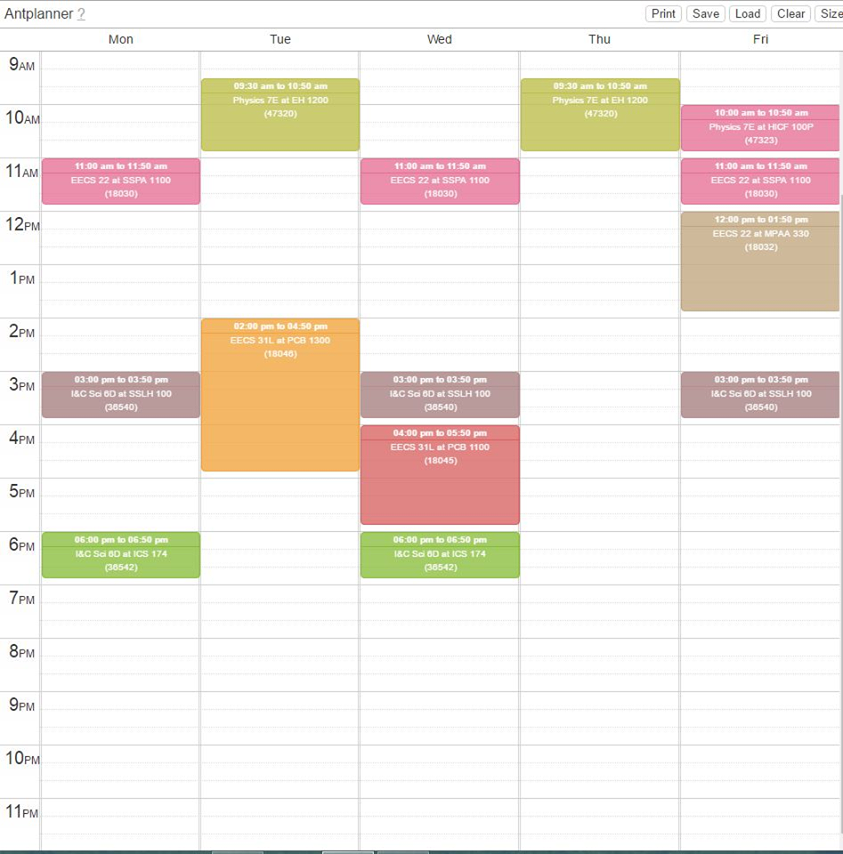 Antplanner ?
Print Save Load Clear Size
Mon Tue Wed Thu Fri
9AM
09:30 am to 10:50 am
Physics 7E at EH 1200
(47320)
09:30 am to 10:50 am
Physics 7E at EH 1200
(47320)
10AM
10:00 am to 10:50 am
Physics 7E at HICF 100P
(47323)
11AM
11:00 am to 11:50 am
EECS 22 at SSPA 1100
(18030)
11:00 am to 11:50 am
EECS 22 at SSPA 1100
(18030)
11:00 am to 11:50 am
EECS 22 at SSPA 1100
(18030)
12PM
12:00 pm to 01:50 pm
EECS 22 at MPAA 330
(18032)
1PM
2PM
02:00 pm to 04:50 pm
EECS 31L at PCB 1300
(18046)
3PM
03:00 pm to 03:50 pm
I&C Sci 6D at SSLH 100
(36540)
03:00 pm to 03:50 pm
I&C Sci 6D at SSLH 100
(36540)
03:00 pm to 03:50 pm
I&C Sci 6D at SSLH 100
(36540)
4PM
04:00 pm to 05:50 pm
EECS 31L at PCB 1100
(18045)
5PM
6PM
06:00 pm to 06:50 pm
I&C Sci 6D at ICS 174
(36542)
06:00 pm to 06:50 pm
I&C Sci 6D at ICS 174
(36542)
7PM
8PM
9PM
10PM
11PM